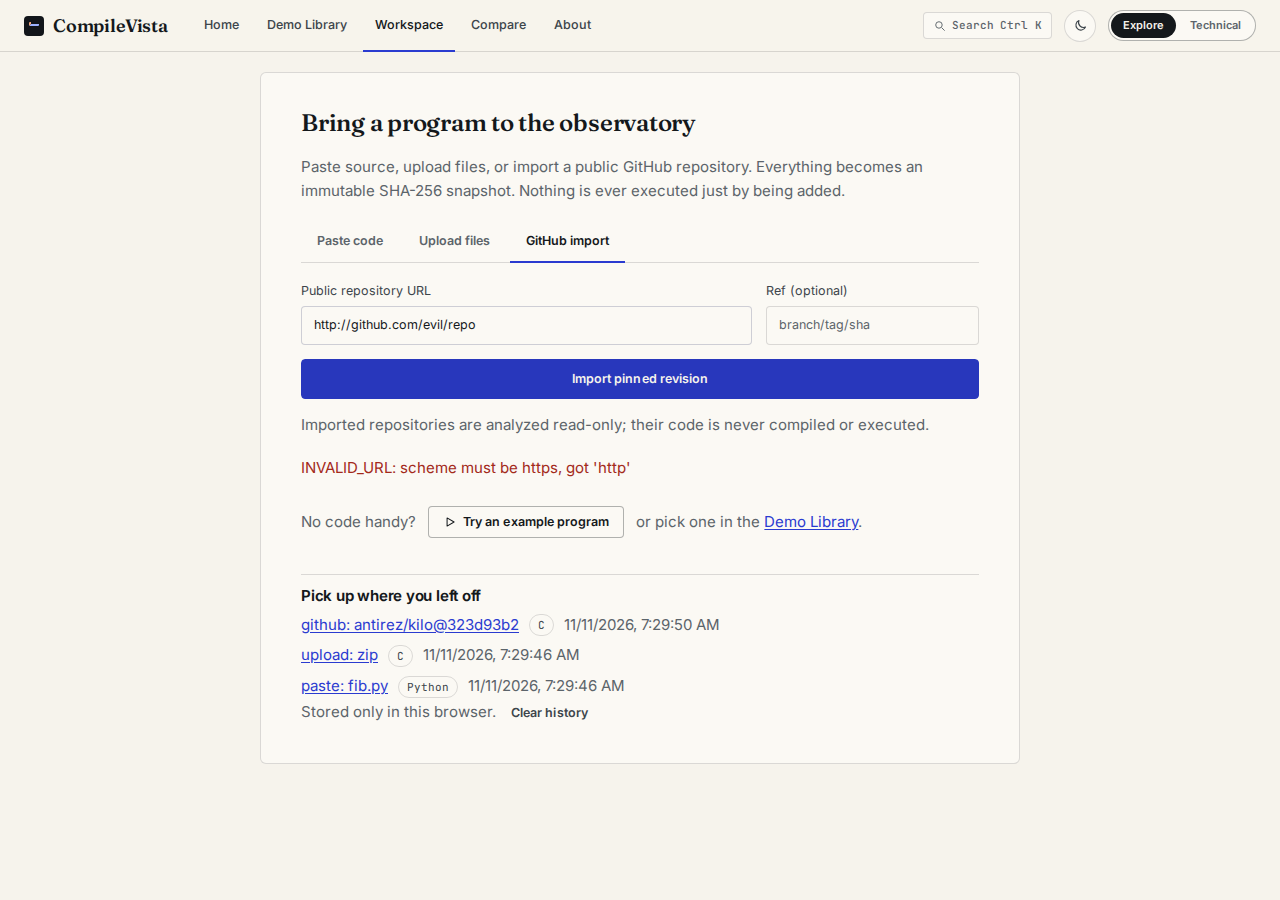 CompileVista Home Demo Library Workspace Compare About Search Ctrl K Explore Technical
Bring a program to the observatory
Paste source, upload files, or import a public GitHub repository. Everything becomes an
immutable SHA-256 snapshot. Nothing is ever executed just by being added.
Paste code Upload files GitHub import
Public repository URL Ref (optional)
http://github.com/evil/repo branch/tag/sha
Import pinned revision
Imported repositories are analyzed read-only; their code is never compiled or executed.
INVALID_URL: scheme must be https, got 'http'
No code handy? Try an example program or pick one in the Demo Library.
Pick up where you left off
github: antirez/kilo@323d93b2 C 11/11/2026, 7:29:50 AM
upload: zip C 11/11/2026, 7:29:46 AM
paste: fib.py Python 11/11/2026, 7:29:46 AM
Stored only in this browser. Clear history